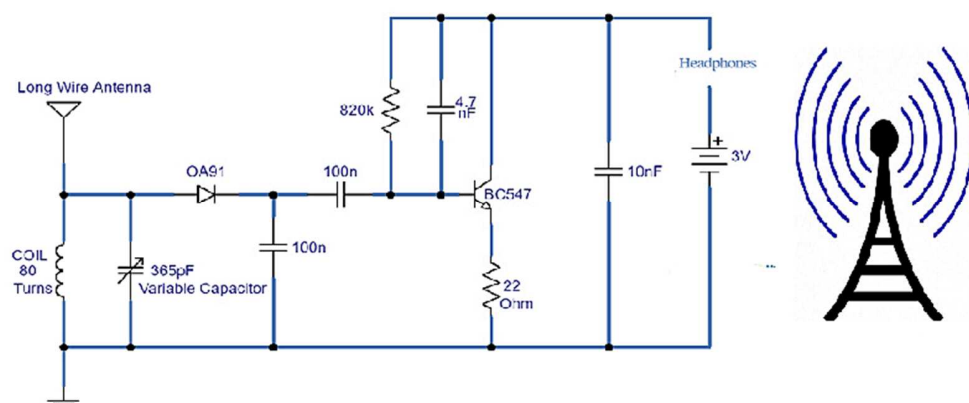 Long Wire Antenna
OA91
COIL
80
Turns
365pF
Variable Capacitor
100n
100n
820k
4.7
nF
BC547
22
Ohm
10nF
Headphones
+
3V